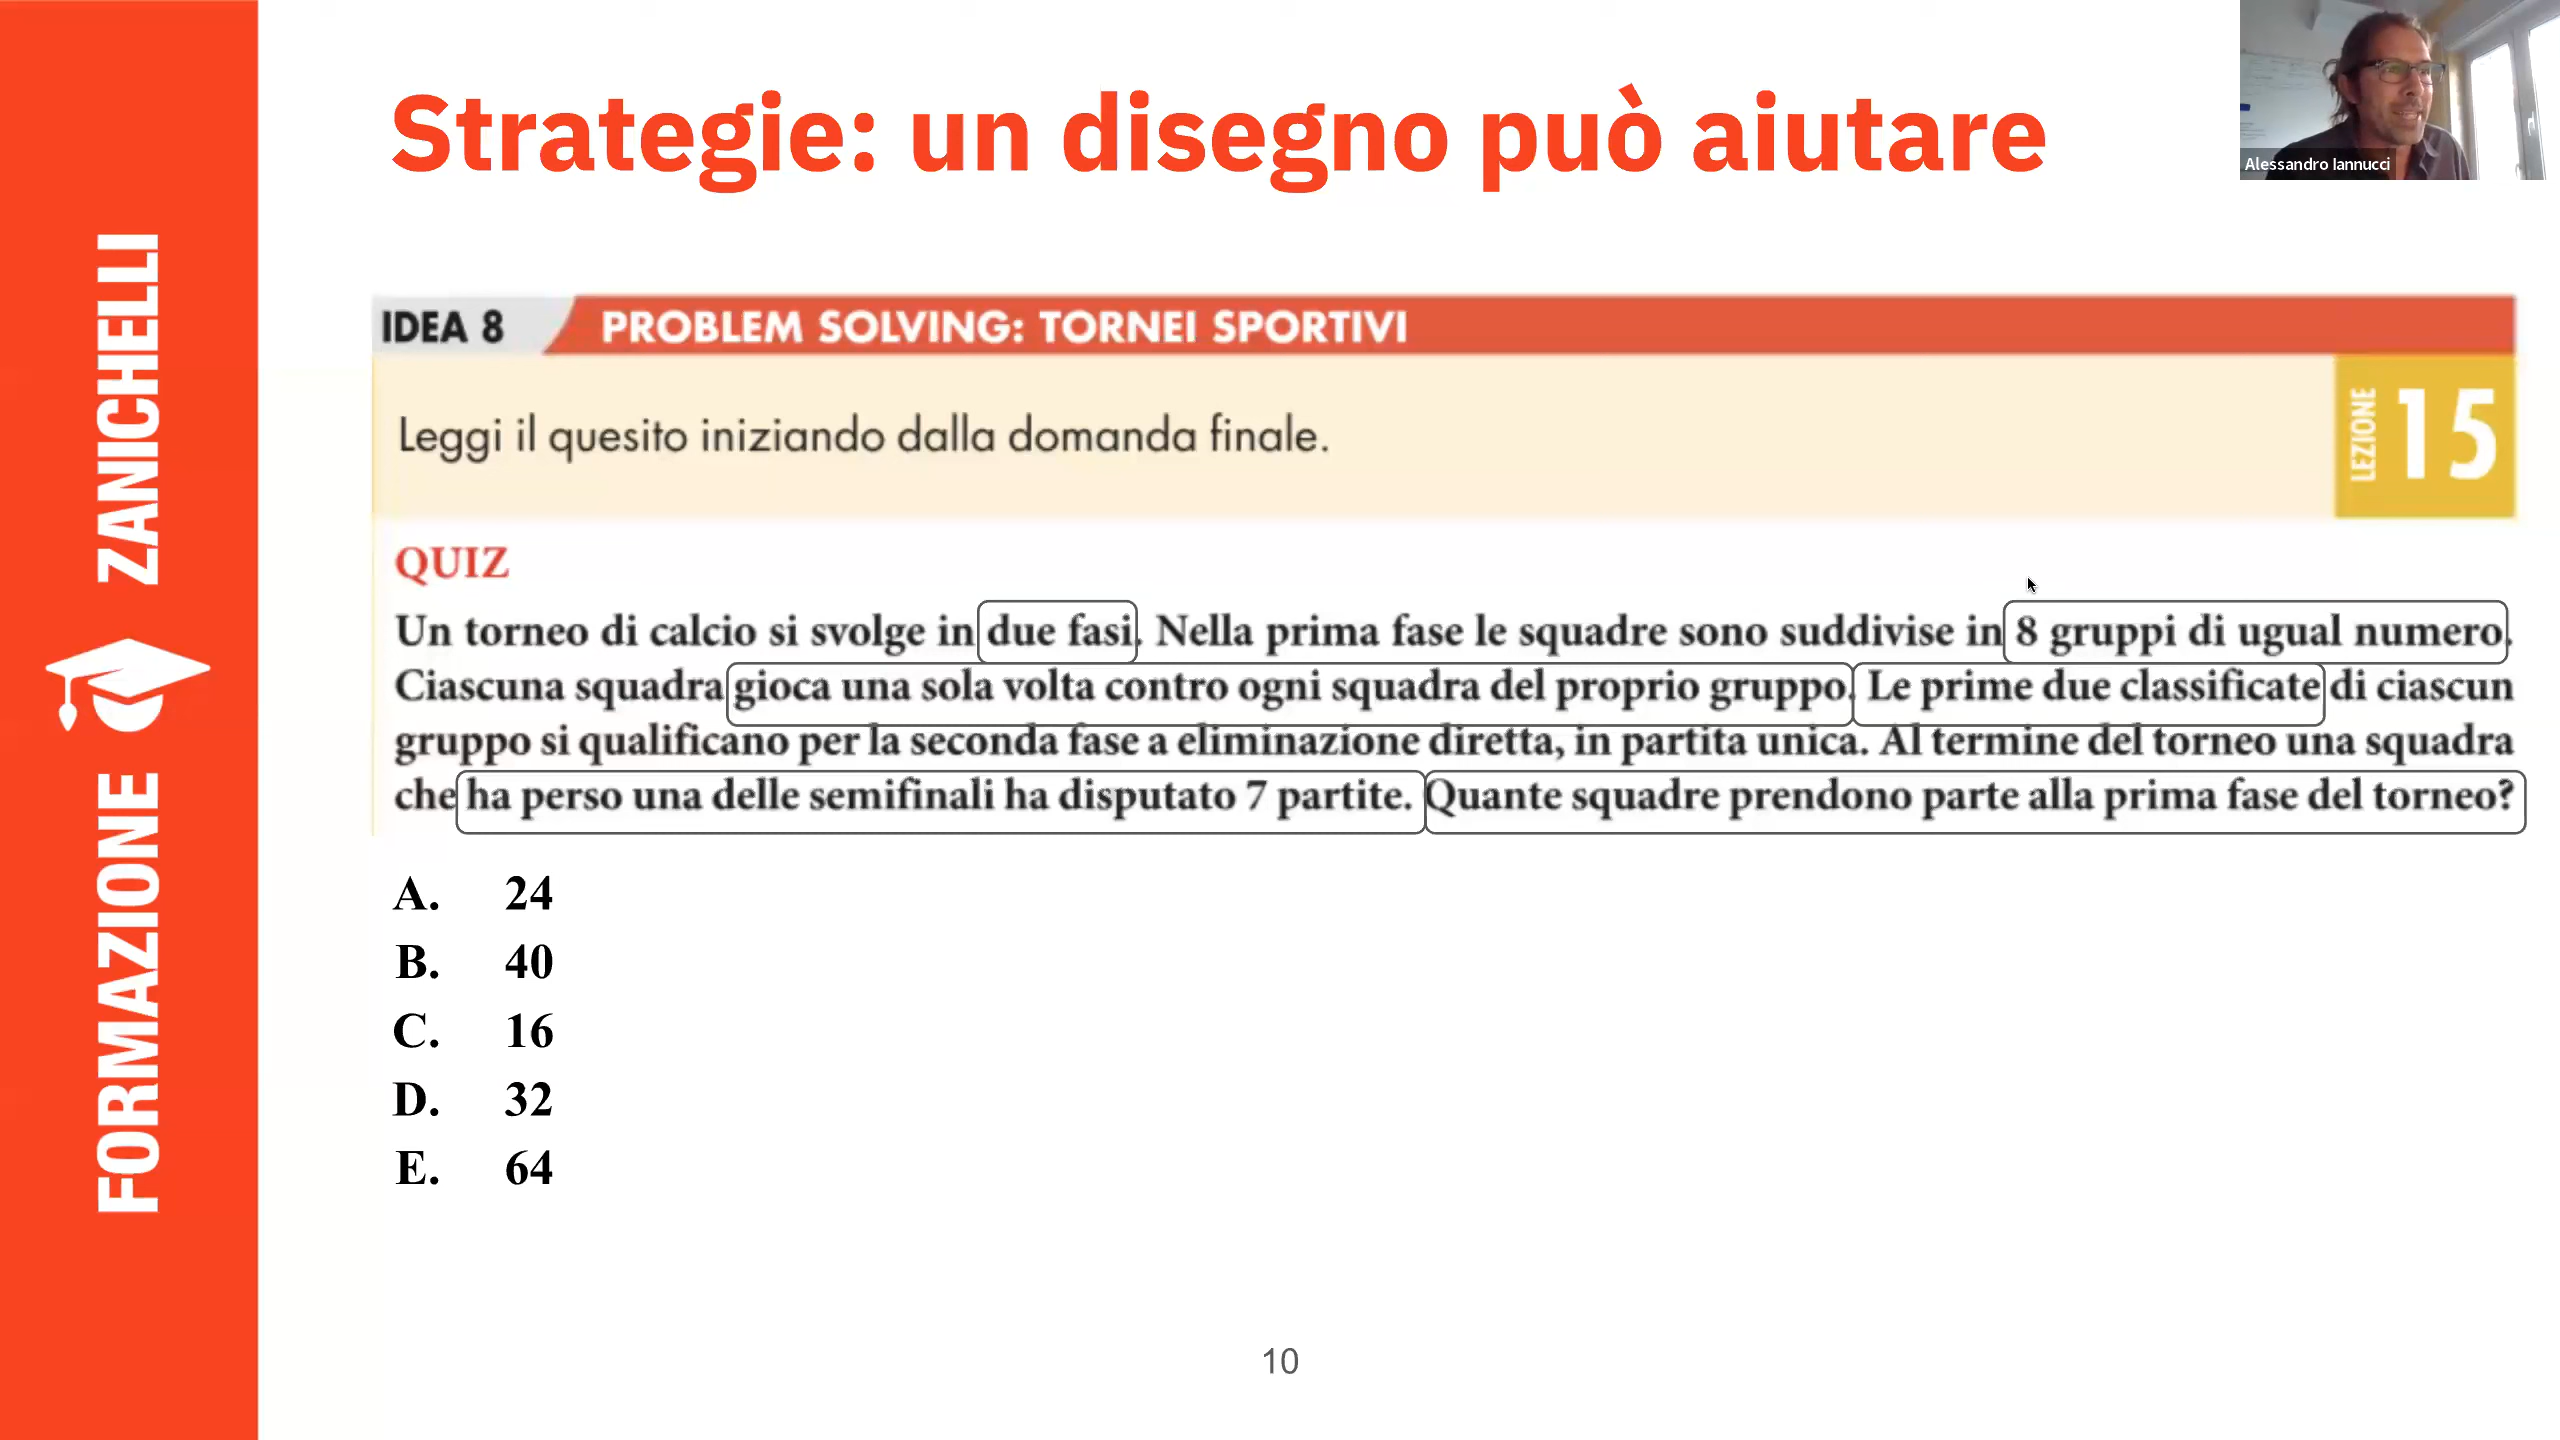 Strategie: un disegno può aiutare
Alessandro Iannucci
FORMAZIONE ZANICHELLI
IDEA 8 PROBLEM SOLVING: TORNEI SPORTIVI
Leggi il quesito iniziando dalla domanda finale.
LEZIONE 15
QUIZ
Un torneo di calcio si svolge in due fasi. Nella prima fase le squadre sono suddivise in 8 gruppi di ugual numero.
Ciascuna squadra gioca una sola volta contro ogni squadra del proprio gruppo. Le prime due classificate di ciascun
gruppo si qualificano per la seconda fase a eliminazione diretta, in partita unica. Al termine del torneo una squadra
che ha perso una delle semifinali ha disputato 7 partite. Quante squadre prendono parte alla prima fase del torneo?
A. 24
B. 40
C. 16
D. 32
E. 64
10